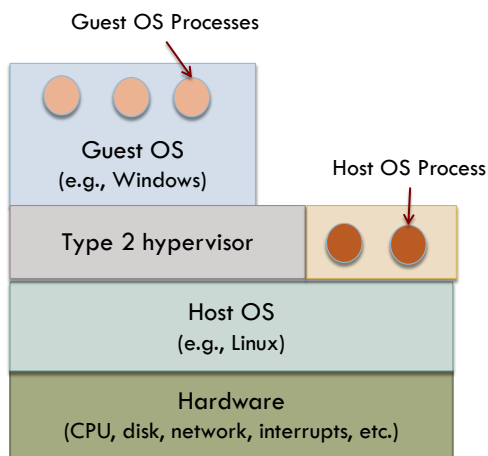 Guest OS Processes
Guest OS
(e.g., Windows)
Host OS Process
Type 2 hypervisor
Host OS
(e.g., Linux)
Hardware
(CPU, disk, network, interrupts, etc.)